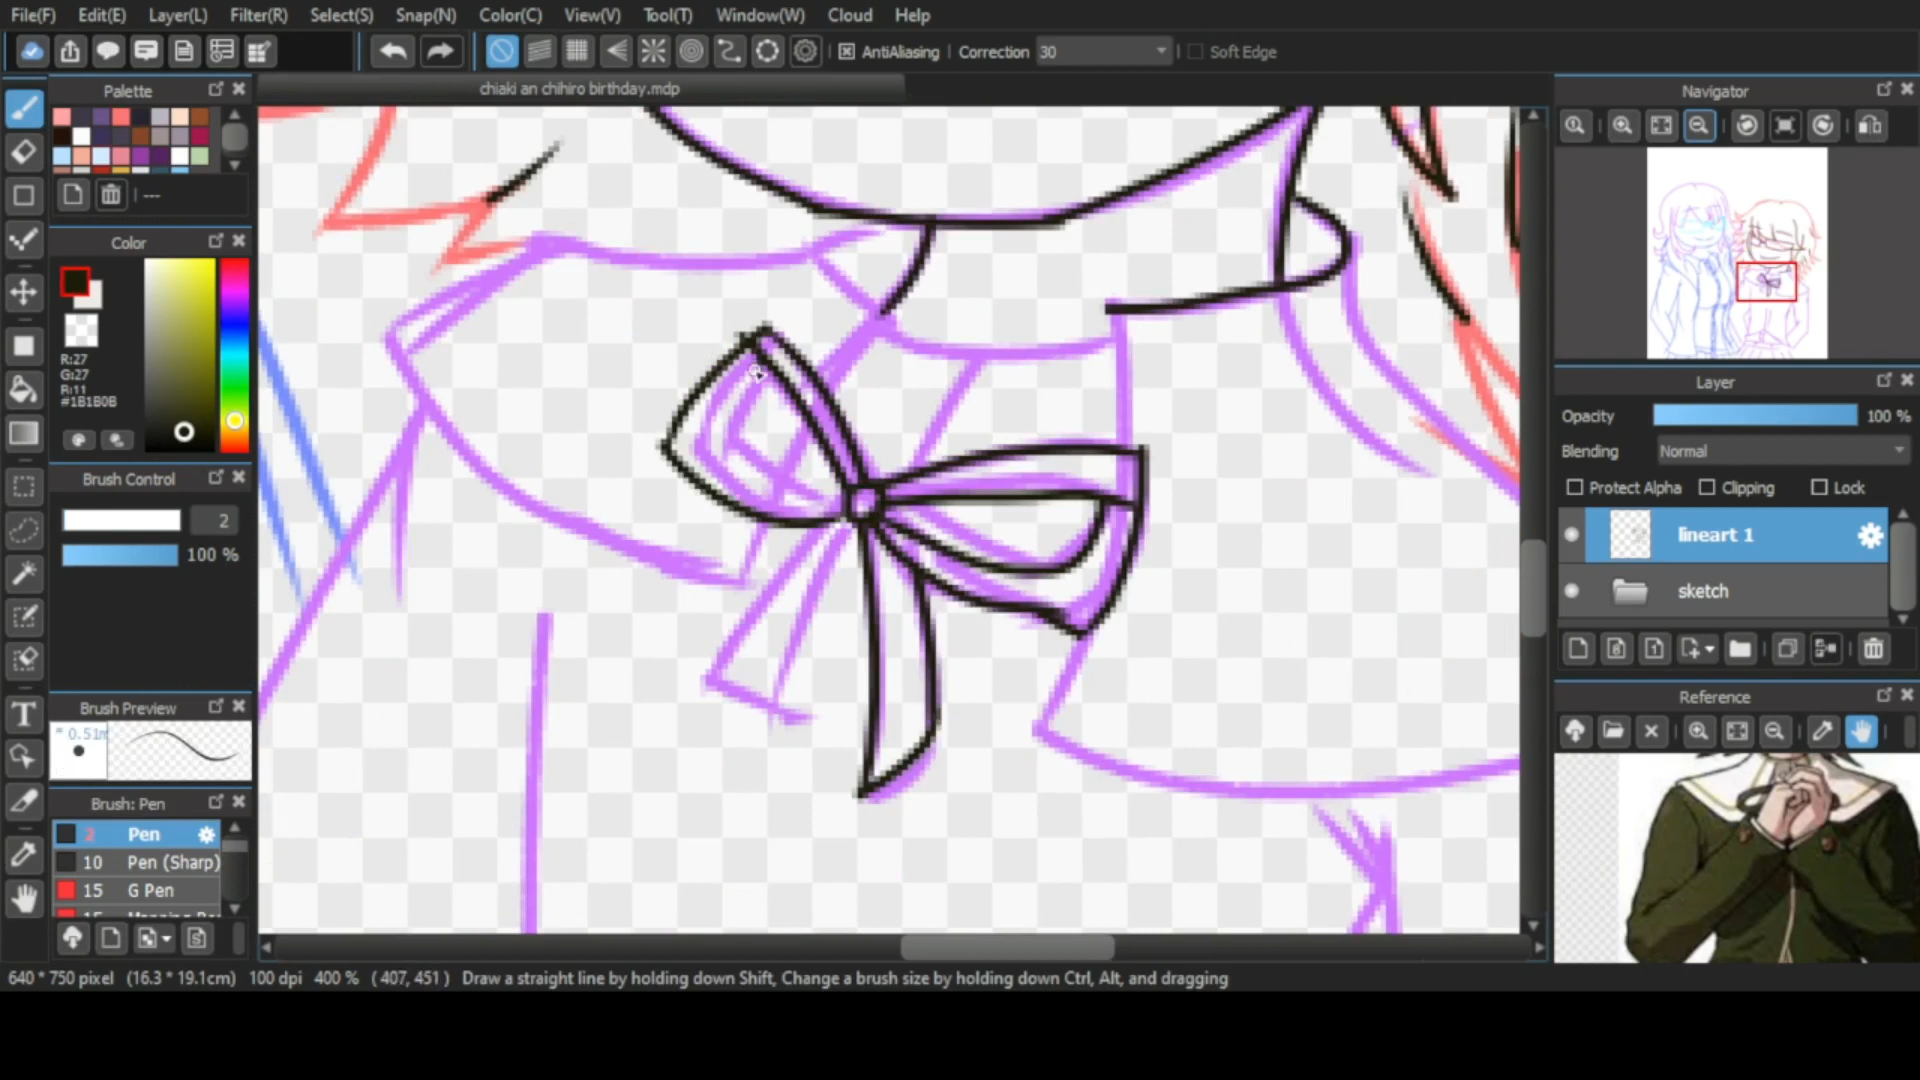 File(F) Edit(E) Layer(L) Filter(R) Select(S) Snap(N) Color(C) View(V) Tool(T) Window(W) Cloud Help
AntiAliasing Correction 30 Soft Edge
Palette
chiaki an chihiro birthday.mdp
Navigator
---
Color
R:27
G:27
B:11
#1B1B0B
Brush Control
2
100 %
Brush Preview
* 0.51m
Brush: Pen
2 Pen
10 Pen (Sharp)
15 G Pen
Layer
Opacity 100 %
Blending Normal
Protect Alpha Clipping Lock
lineart 1
sketch
Reference
640 * 750 pixel (16.3 * 19.1cm) 100 dpi 400 % ( 407, 451 ) Draw a straight line by holding down Shift, Change a brush size by holding down Ctrl, Alt, and dragging